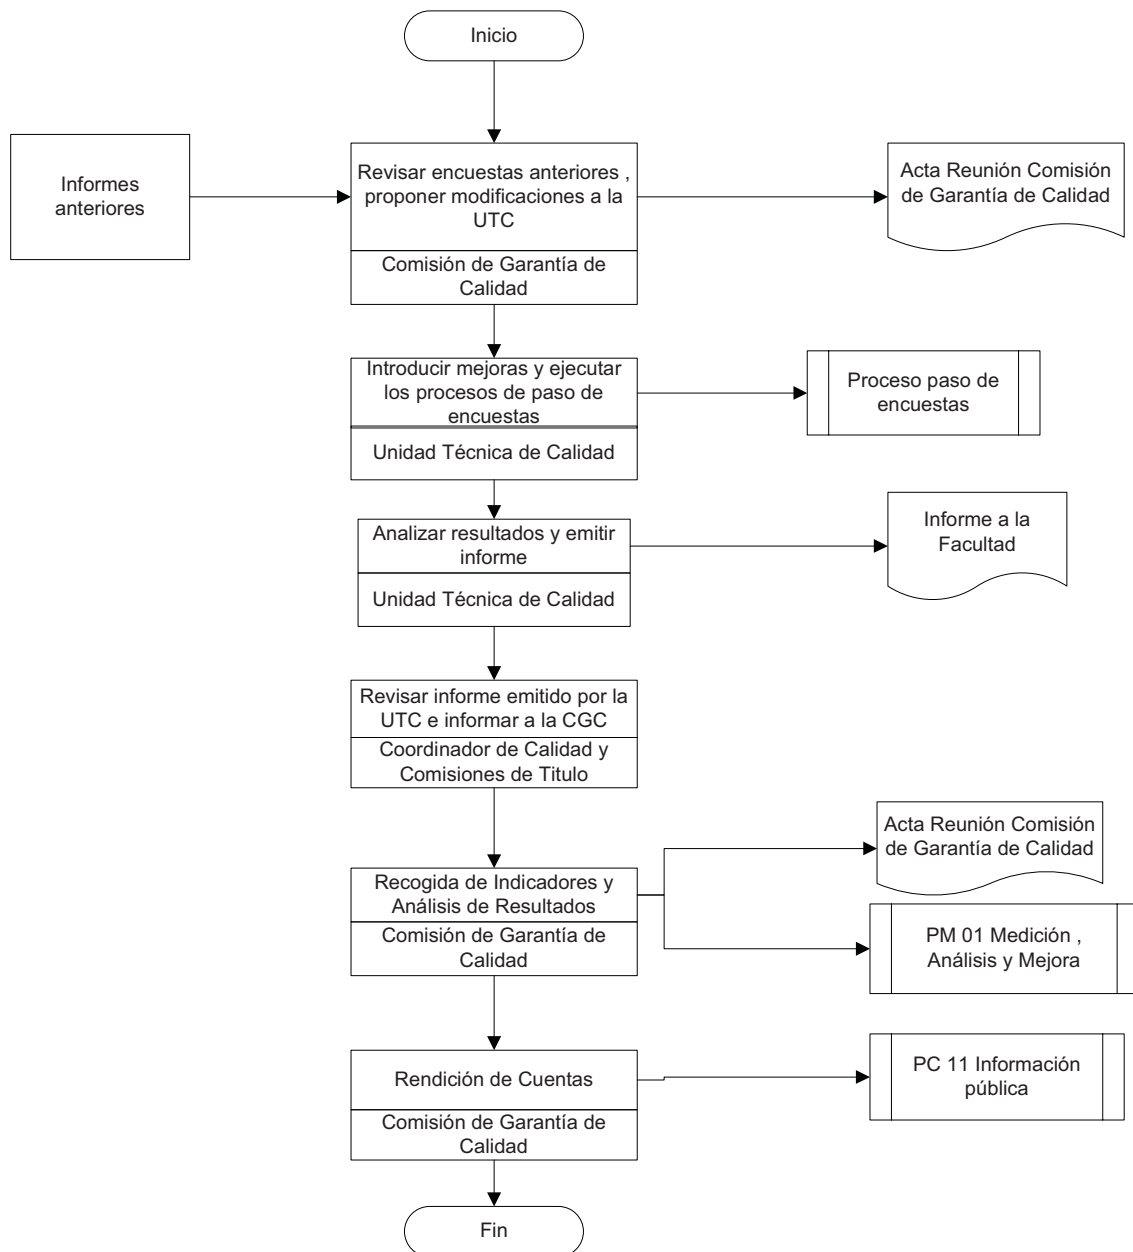 Inicio
Informes
anteriores
Revisar encuestas anteriores ,
proponer modificaciones a la
UTC
Comisión de Garantía de
Calidad
Acta Reunión Comisión
de Garantía de Calidad
Introducir mejoras y ejecutar
los procesos de paso de
encuestas
Unidad Técnica de Calidad
Proceso paso de
encuestas
Analizar resultados y emitir
informe
Unidad Técnica de Calidad
Informe a la
Facultad
Revisar informe emitido por la
UTC e informar a la CGC
Coordinador de Calidad y
Comisiones de Titulo
Recogida de Indicadores y
Análisis de Resultados
Comisión de Garantía de
Calidad
Acta Reunión Comisión
de Garantía de Calidad
PM 01 Medición ,
Análisis y Mejora
Rendición de Cuentas
Comisión de Garantía de
Calidad
PC 11 Información
pública
Fin